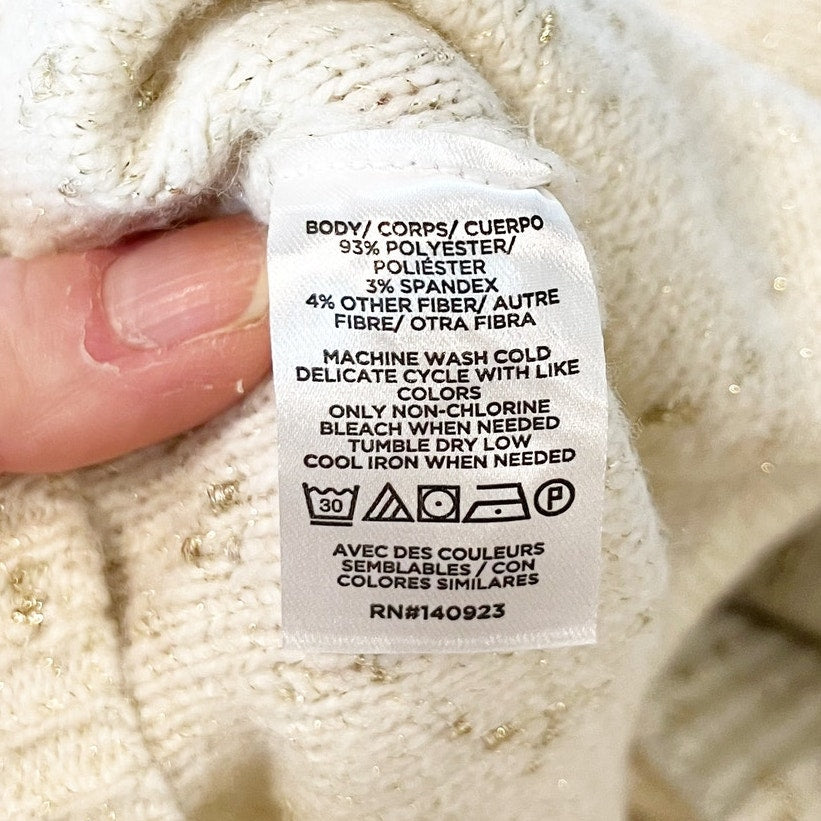 BODY/ CORPS/ CUERPO
93% POLYESTER/
POLIÉSTER
3% SPANDEX
4% OTHER FIBER/ AUTRE
FIBRE/ OTRA FIBRA
MACHINE WASH COLD
DELICATE CYCLE WITH LIKE
COLORS
ONLY NON-CHLORINE
BLEACH WHEN NEEDED
TUMBLE DRY LOW
COOL IRON WHEN NEEDED
30 P
AVEC DES COULEURS
SEMBLABLES / CON
COLORES SIMILARES
RN#140923